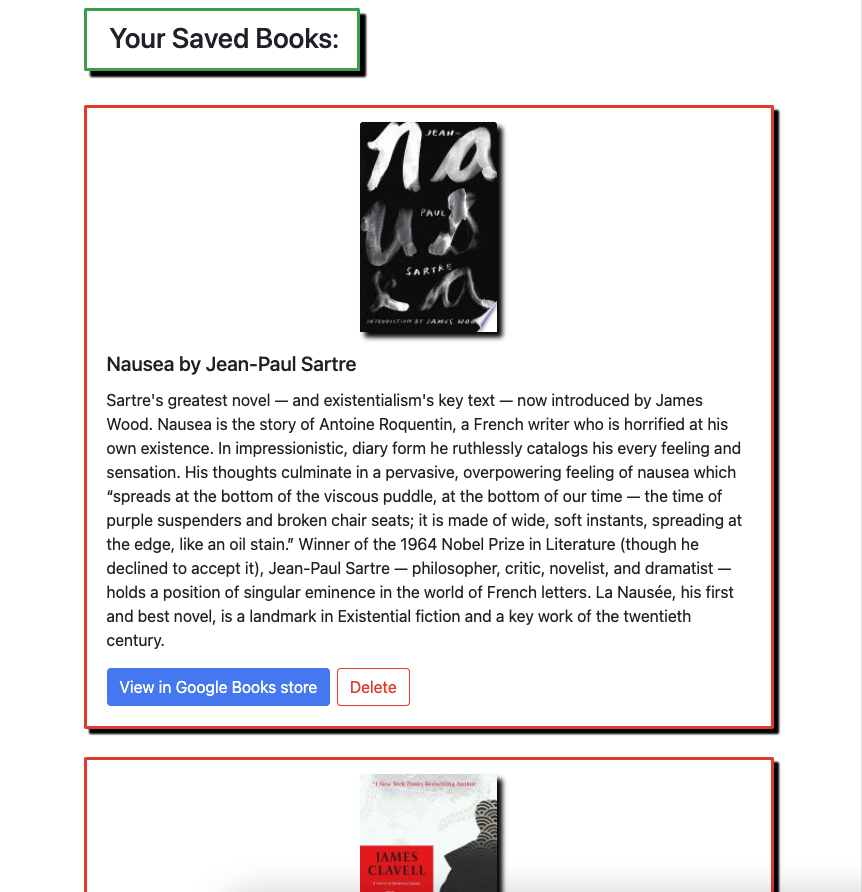 Your Saved Books:
na
JEAN-
us
PAUL
ea
SARTRE
INTRODUCTION BY JAMES WOO
Nausea by Jean-Paul Sartre
Sartre's greatest novel — and existentialism's key text — now introduced by James
Wood. Nausea is the story of Antoine Roquentin, a French writer who is horrified at his
own existence. In impressionistic, diary form he ruthlessly catalogs his every feeling and
sensation. His thoughts culminate in a pervasive, overpowering feeling of nausea which
“spreads at the bottom of the viscous puddle, at the bottom of our time — the time of
purple suspenders and broken chair seats; it is made of wide, soft instants, spreading at
the edge, like an oil stain.” Winner of the 1964 Nobel Prize in Literature (though he
declined to accept it), Jean-Paul Sartre — philosopher, critic, novelist, and dramatist —
holds a position of singular eminence in the world of French letters. La Nausée, his first
and best novel, is a landmark in Existential fiction and a key work of the twentieth
century.
View in Google Books store
Delete
"#1 New York Times Bestselling Author"
JAMES
CLAVELL